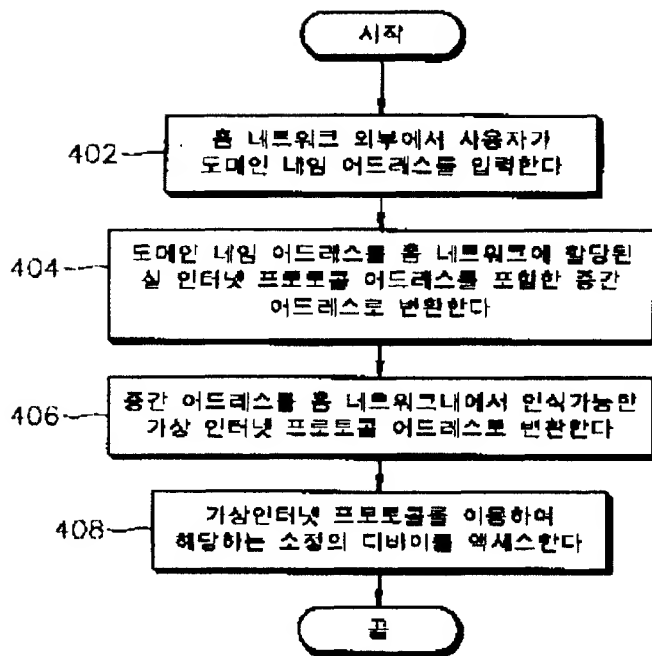 시작
402
홈 네트워크 외부에서 사용자가
도메인 네임 어드레스를 입력한다
404
도메인 네임 어드레스를 홈 네트워크에 할당된
실 인터넷 프로토콜 어드레스를 포함한 중간
어드레스로 변환한다
406
중간 어드레스를 홈 네트워크내에서 인식가능한
가상 인터넷 프로토콜 어드레스로 변환한다
408
가상인터넷 프로토콜를 이용하여
해당하는 소정의 디바이를 액세스한다
끝